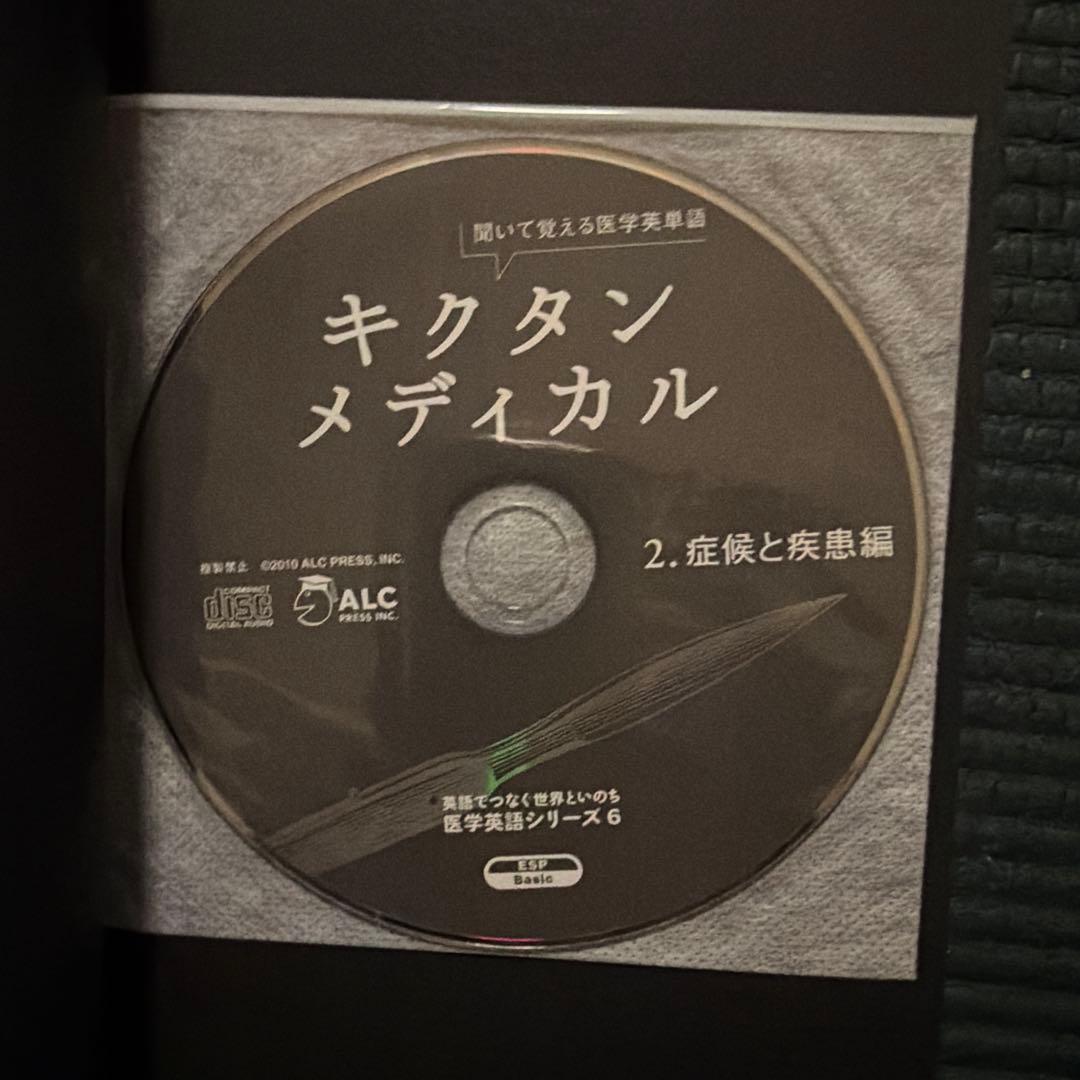 聞いて覚える医学英単語
キクタン
メディカル
2. 症候と疾患編
複製禁止 ©2010 ALC PRESS, INC.
COMPACT
disc
DIGITAL AUDIO
ALC
PRESS INC.
英語でつなぐ世界といのち
医学英語シリーズ 6
ESP
Basic